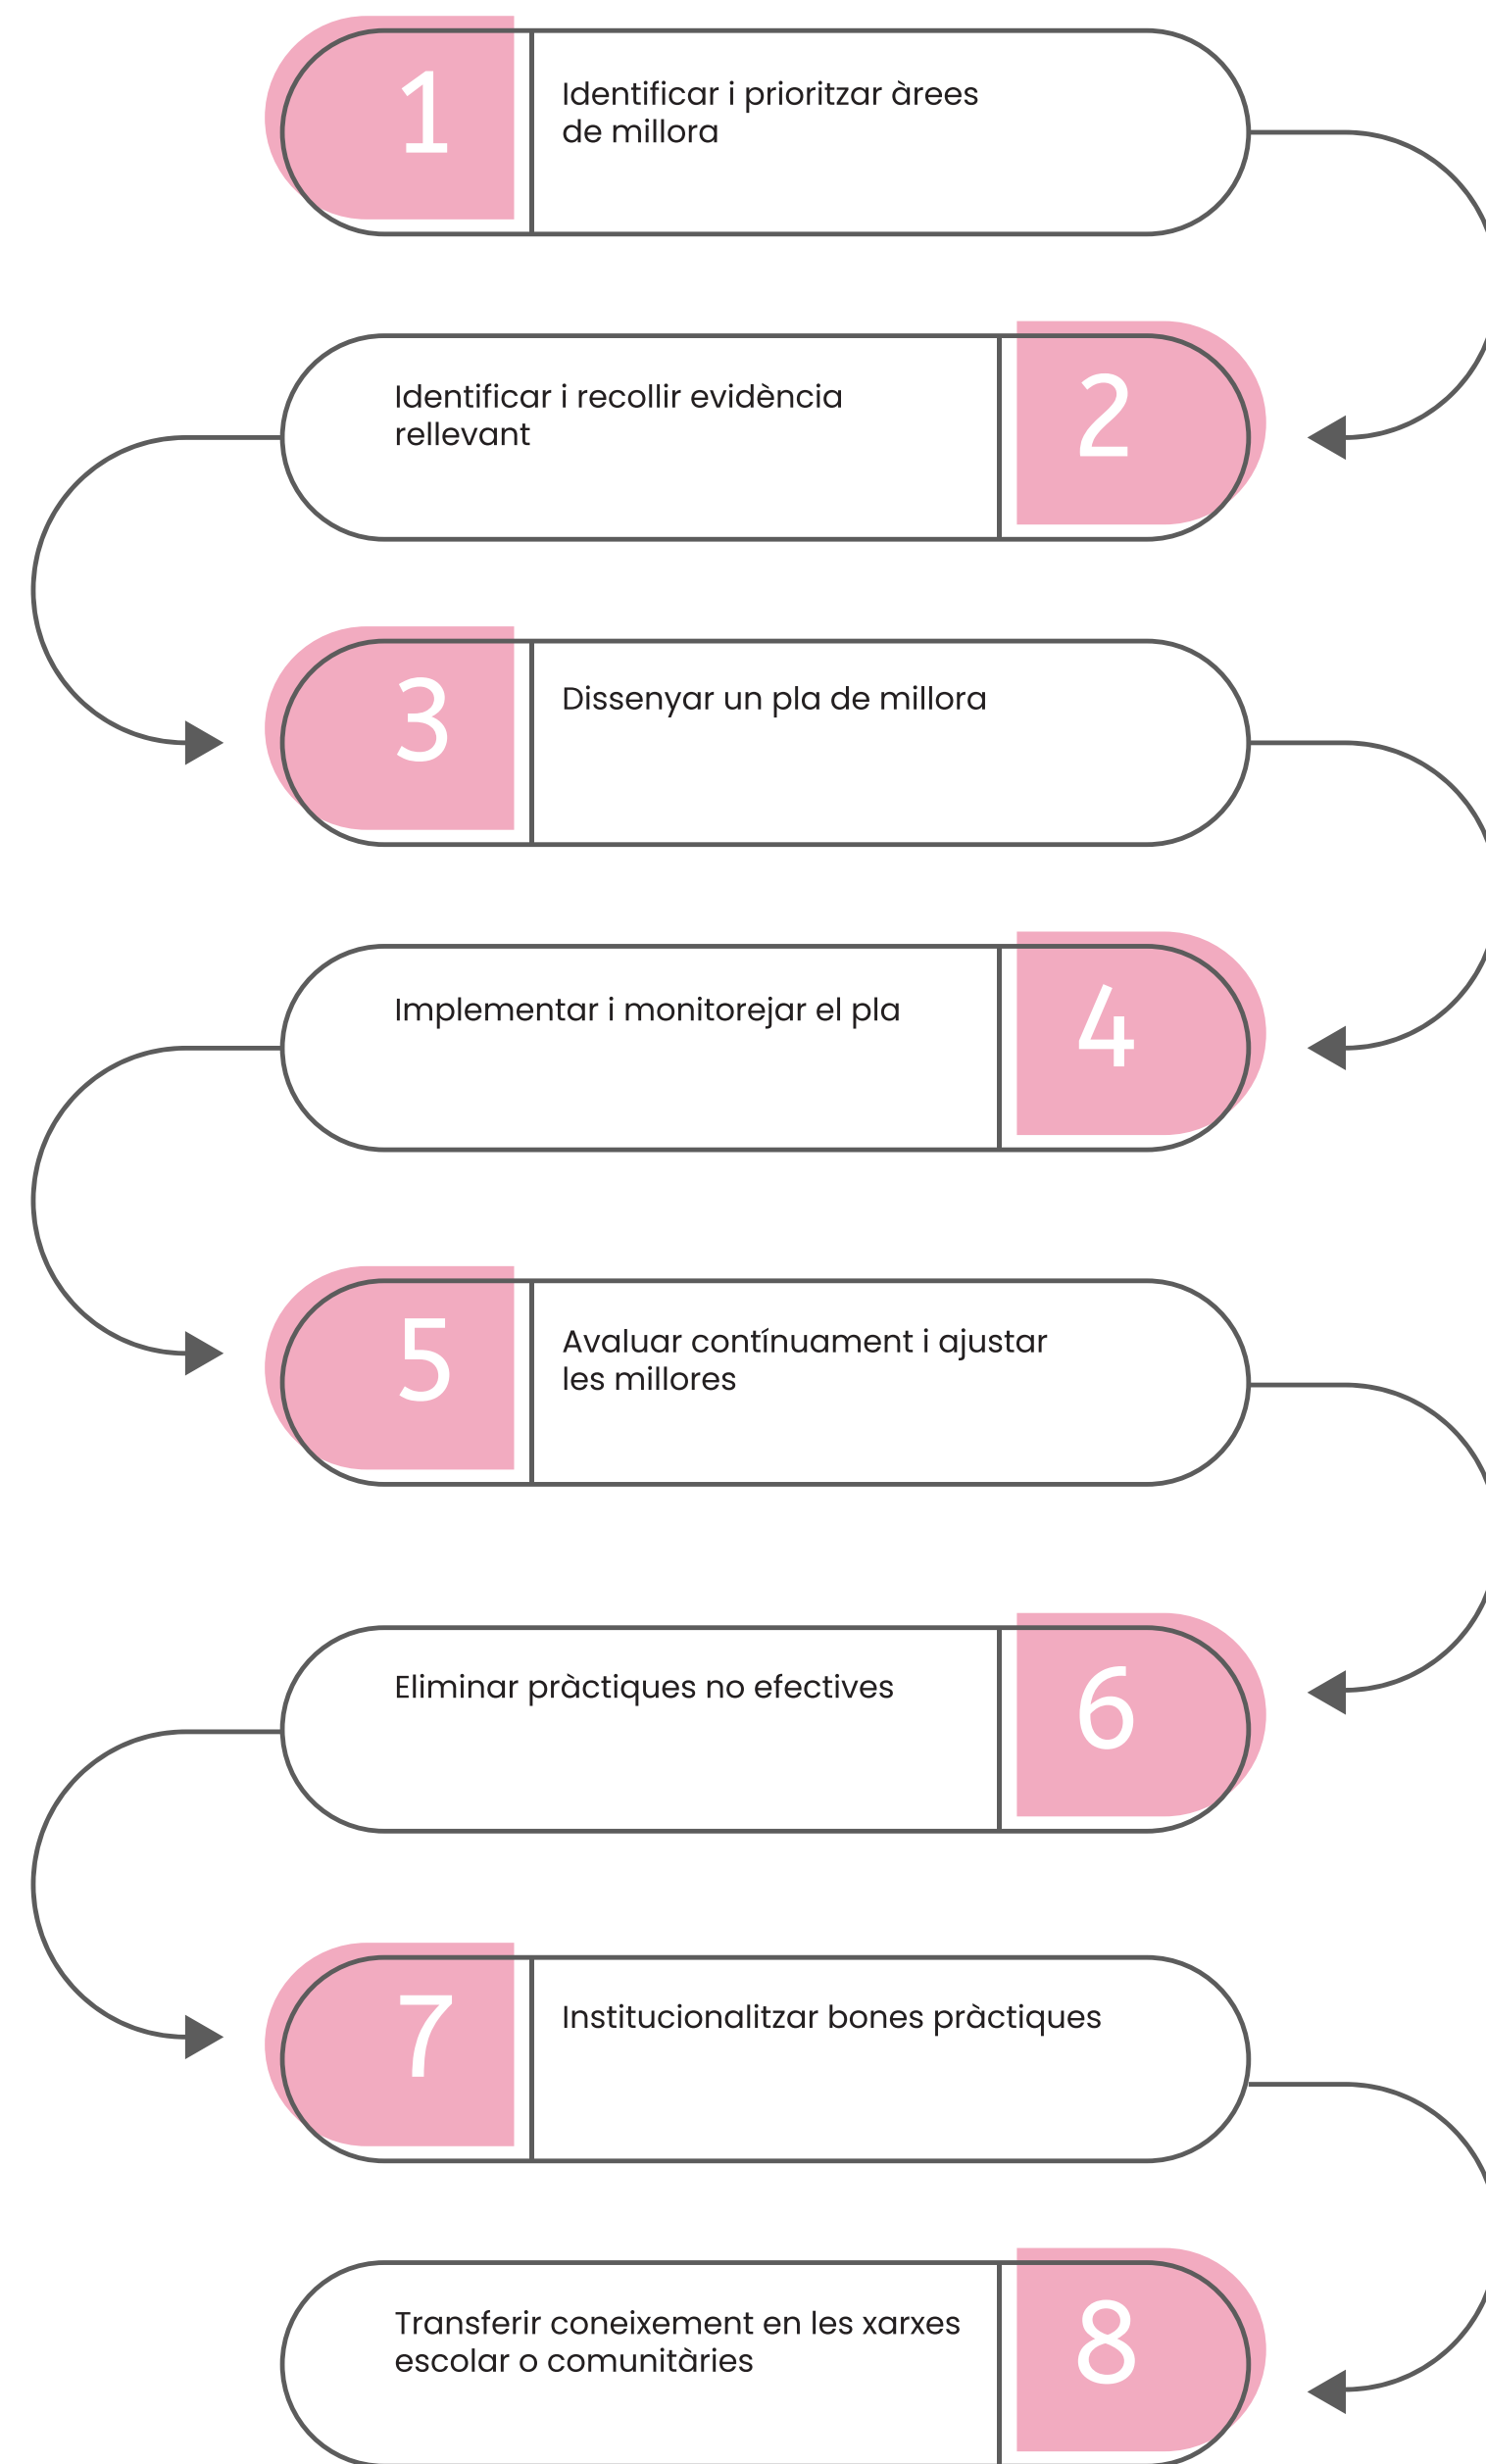 1
Identificar i prioritzar àrees
de millora
Identificar i recollir evidència
rellevant
2
3
Dissenyar un pla de millora
Implementar i monitorejar el pla
4
5
Avaluar contínuament i ajustar
les millores
Eliminar pràctiques no efectives
6
7
Institucionalitzar bones pràctiques
Transferir coneixement en les xarxes
escolar o comunitàries
8